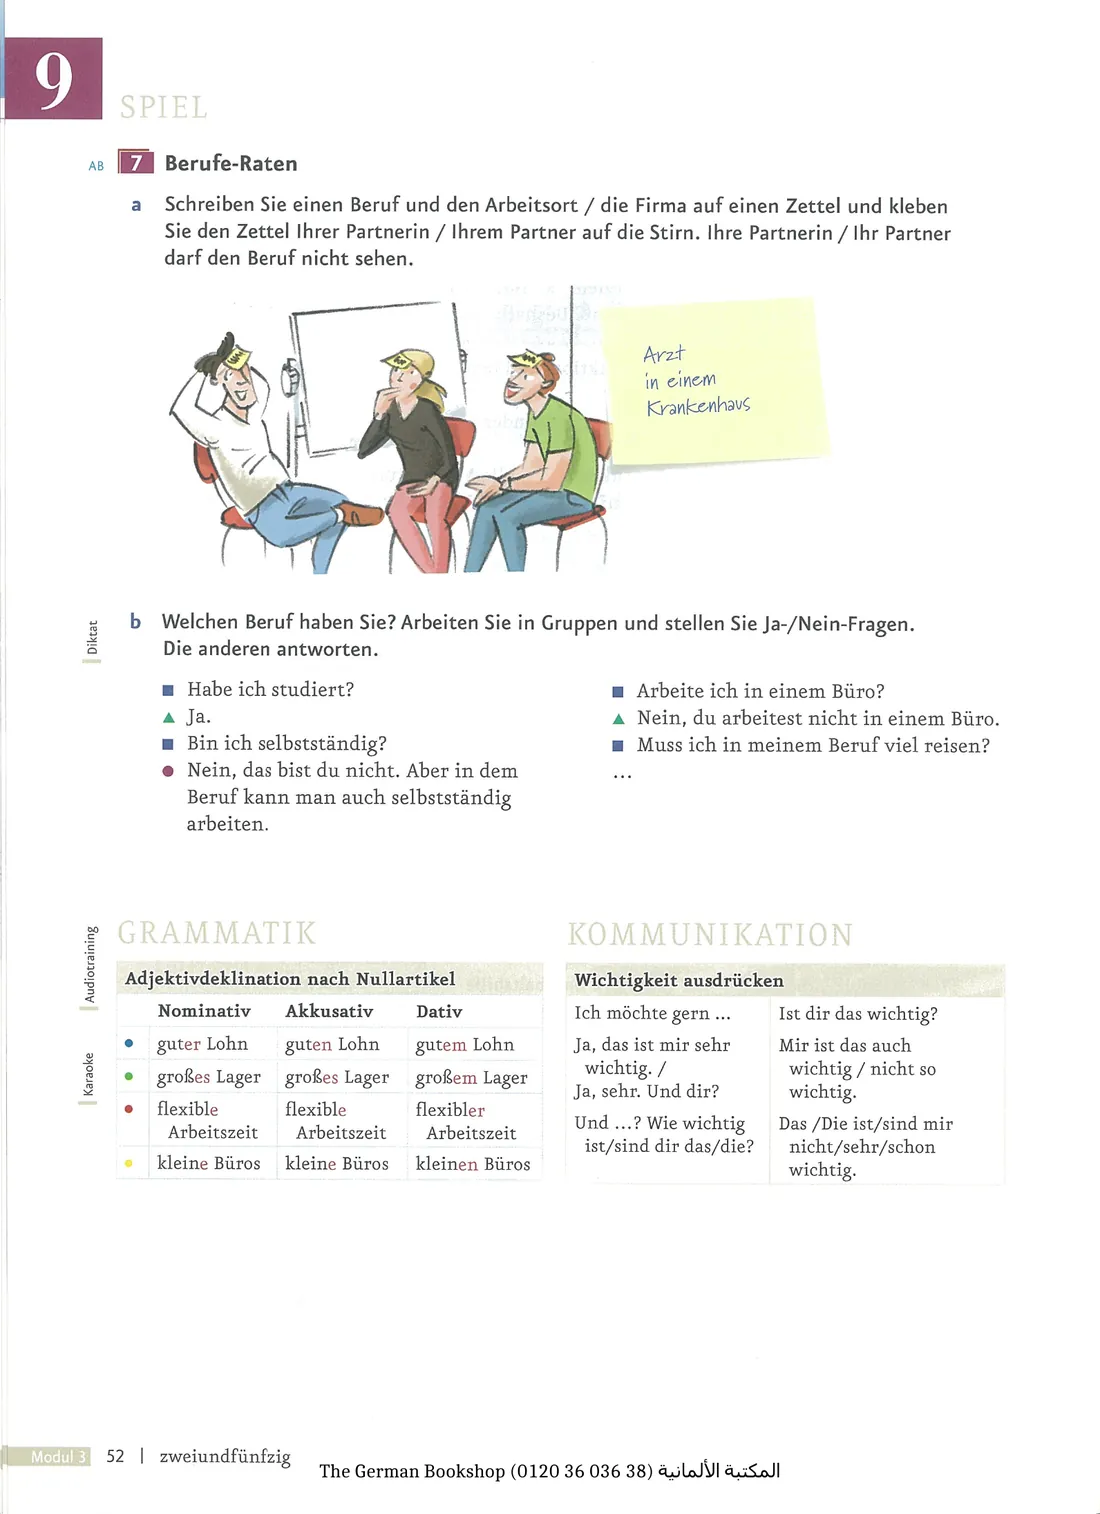 9
SPIEL
AB 7 Berufe-Raten
a Schreiben Sie einen Beruf und den Arbeitsort / die Firma auf einen Zettel und kleben
Sie den Zettel Ihrer Partnerin / Ihrem Partner auf die Stirn. Ihre Partnerin / Ihr Partner
darf den Beruf nicht sehen.
Arzt
in einem
Krankenhaus
Diktat
b Welchen Beruf haben Sie? Arbeiten Sie in Gruppen und stellen Sie Ja-/Nein-Fragen.
Die anderen antworten.
■ Habe ich studiert?
▲ Ja.
■ Bin ich selbstständig?
● Nein, das bist du nicht. Aber in dem
Beruf kann man auch selbstständig
arbeiten.
■ Arbeite ich in einem Büro?
▲ Nein, du arbeitest nicht in einem Büro.
■ Muss ich in meinem Beruf viel reisen?
...
Audiotraining
Karaoke
GRAMMATIK
Adjektivdeklination nach Nullartikel
Nominativ Akkusativ Dativ
● guter Lohn guten Lohn gutem Lohn
● großes Lager großes Lager großem Lager
● flexible flexible flexibler
Arbeitszeit Arbeitszeit Arbeitszeit
● kleine Büros kleine Büros kleinen Büros
KOMMUNIKATION
Wichtigkeit ausdrücken
Ich möchte gern ... Ist dir das wichtig?
Ja, das ist mir sehr Mir ist das auch
wichtig. / wichtig / nicht so
Ja, sehr. Und dir? wichtig.
Und ...? Wie wichtig Das /Die ist/sind mir
ist/sind dir das/die? nicht/sehr/schon
wichtig.
Modul 3 52 | zweiundfünfzig
The German Bookshop (0120 36 036 38) المكتبة الألمانية